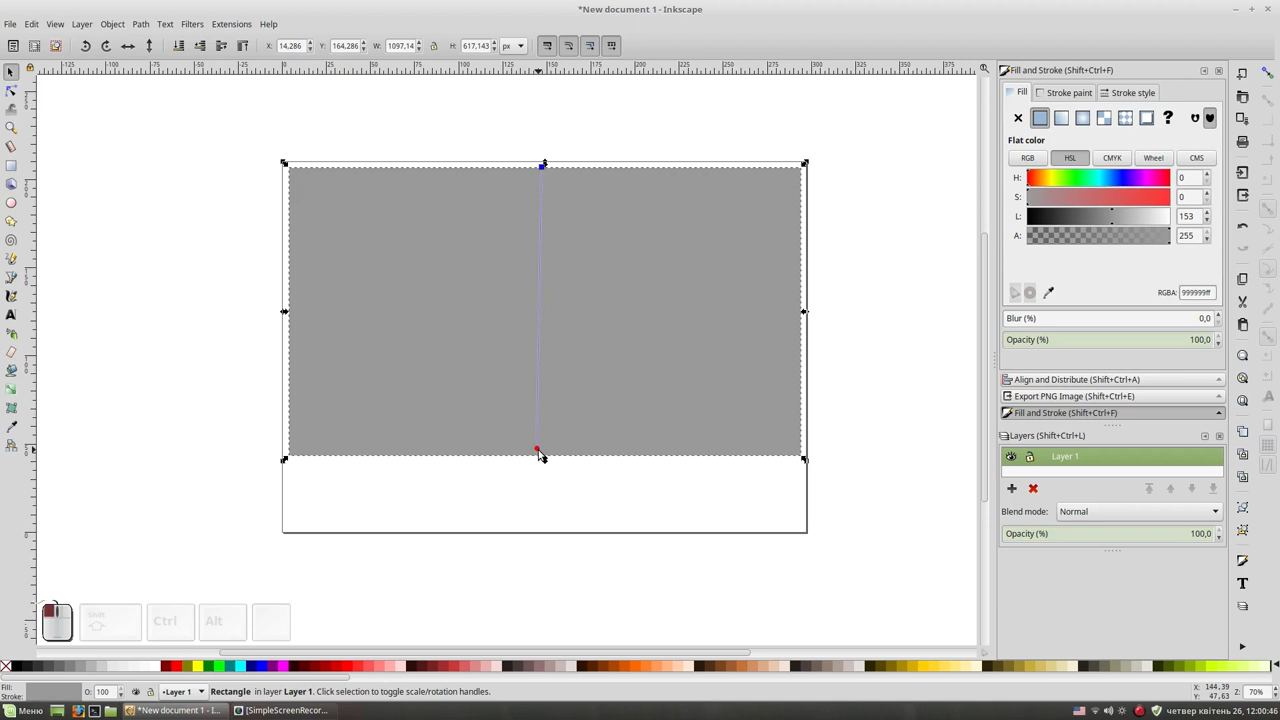 *New document 1 - Inkscape
File Edit View Layer Object Path Text Filters Extensions Help
X: 14,286 Y: 164,286 W: 1097,14 H: 617,143 px
Fill and Stroke (Shift+Ctrl+F)
Fill Stroke paint Stroke style
Flat color
RGB HSL CMYK Wheel CMS
H: 0
S: 0
L: 153
A: 255
RGBA: 999999ff
Blur (%) 0,0
Opacity (%) 100,0
Align and Distribute (Shift+Ctrl+A)
Export PNG Image (Shift+Ctrl+E)
Fill and Stroke (Shift+Ctrl+F)
Layers (Shift+Ctrl+L)
Layer 1
Blend mode: Normal
Opacity (%) 100,0
Shift
Ctrl Alt
Fill:
Stroke:
O: 100
•Layer 1
Rectangle in layer Layer 1. Click selection to toggle scale/rotation handles.
X: 144,39
Y: 47,63
Z: 70%
Меню *New document 1 - I... [SimpleScreenRecor... четвер квітень 26, 12:00:46